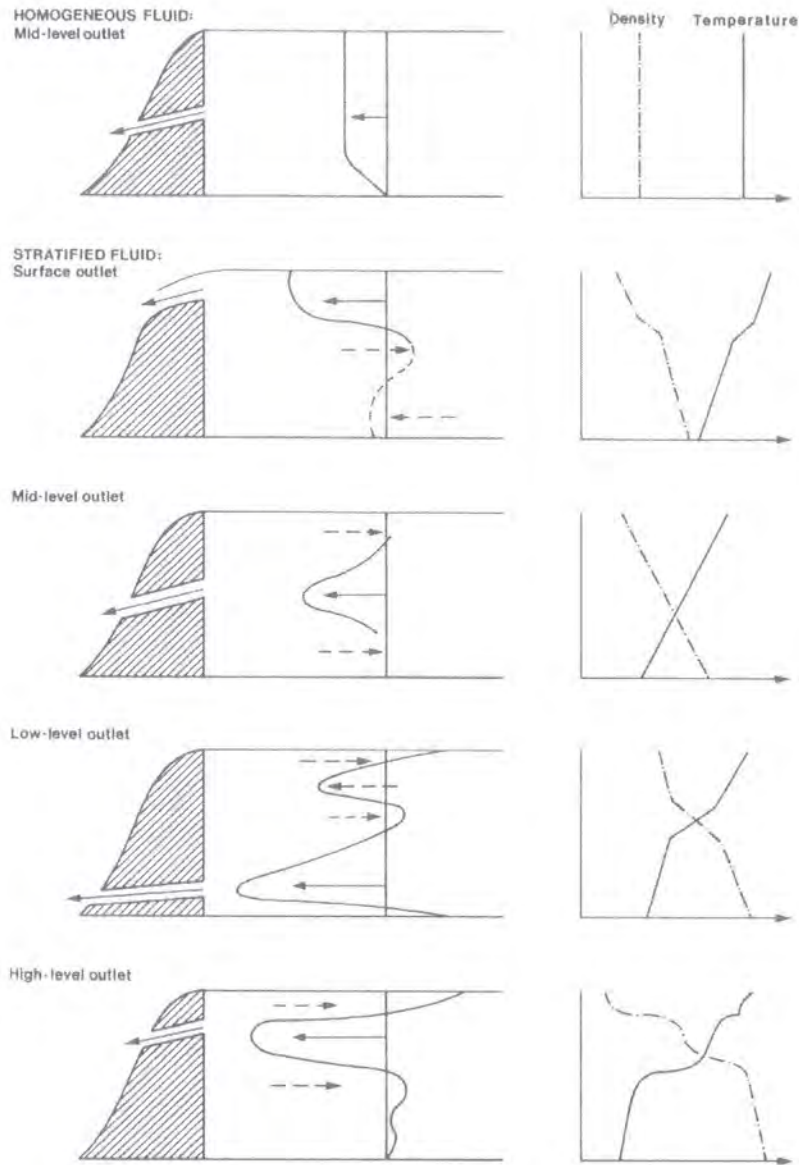 HOMOGENEOUS FLUID:
Mid-level outlet
Density Temperature
STRATIFIED FLUID:
Surface outlet
Mid-level outlet
Low-level outlet
High-level outlet